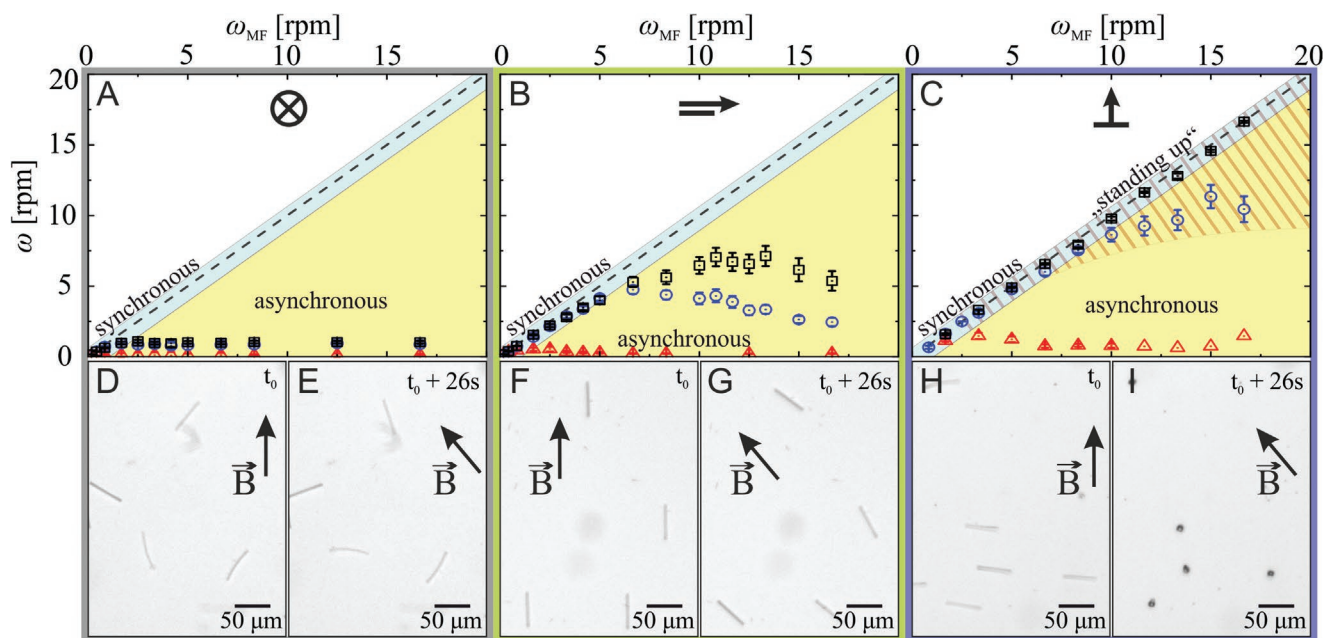 ω_MF [rpm] ω_MF [rpm] ω_MF [rpm]
0 5 10 15 0 5 10 15 0 5 10 15 20
20 15 10 5 0
ω [rpm]
A
synchronous
asynchronous
B
synchronous
asynchronous
C
„standing up“
synchronous
asynchronous
D t₀
B
50 μm
E t₀ + 26s
B
50 μm
F t₀
B
50 μm
G t₀ + 26s
B
50 μm
H t₀
B
50 μm
I t₀ + 26s
B
50 μm